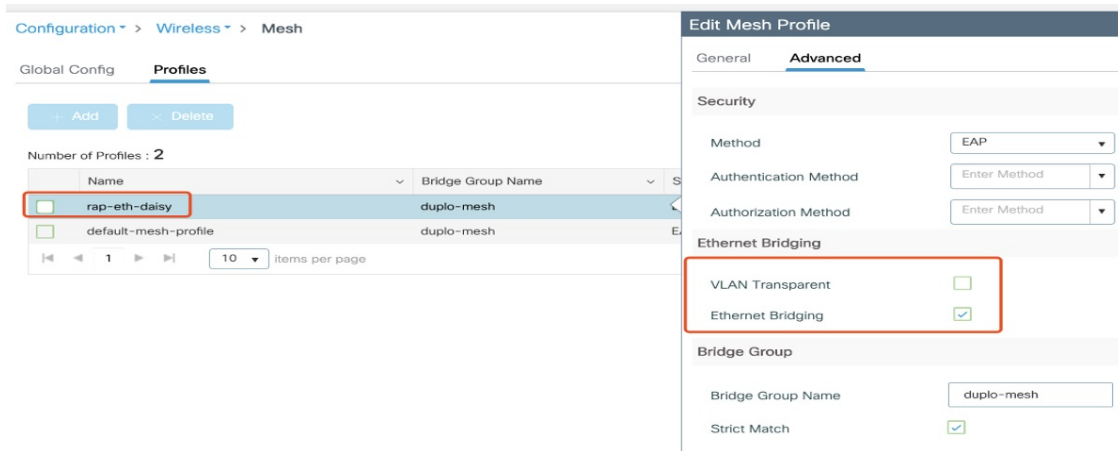 Configuration > Wireless > Mesh
Global Config Profiles
+ Add × Delete
Number of Profiles : 2
Name Bridge Group Name S
rap-eth-daisy duplo-mesh
default-mesh-profile duplo-mesh E
1 10 items per page
Edit Mesh Profile
General Advanced
Security
Method EAP
Authentication Method Enter Method
Authorization Method Enter Method
Ethernet Bridging
VLAN Transparent
Ethernet Bridging
Bridge Group
Bridge Group Name duplo-mesh
Strict Match